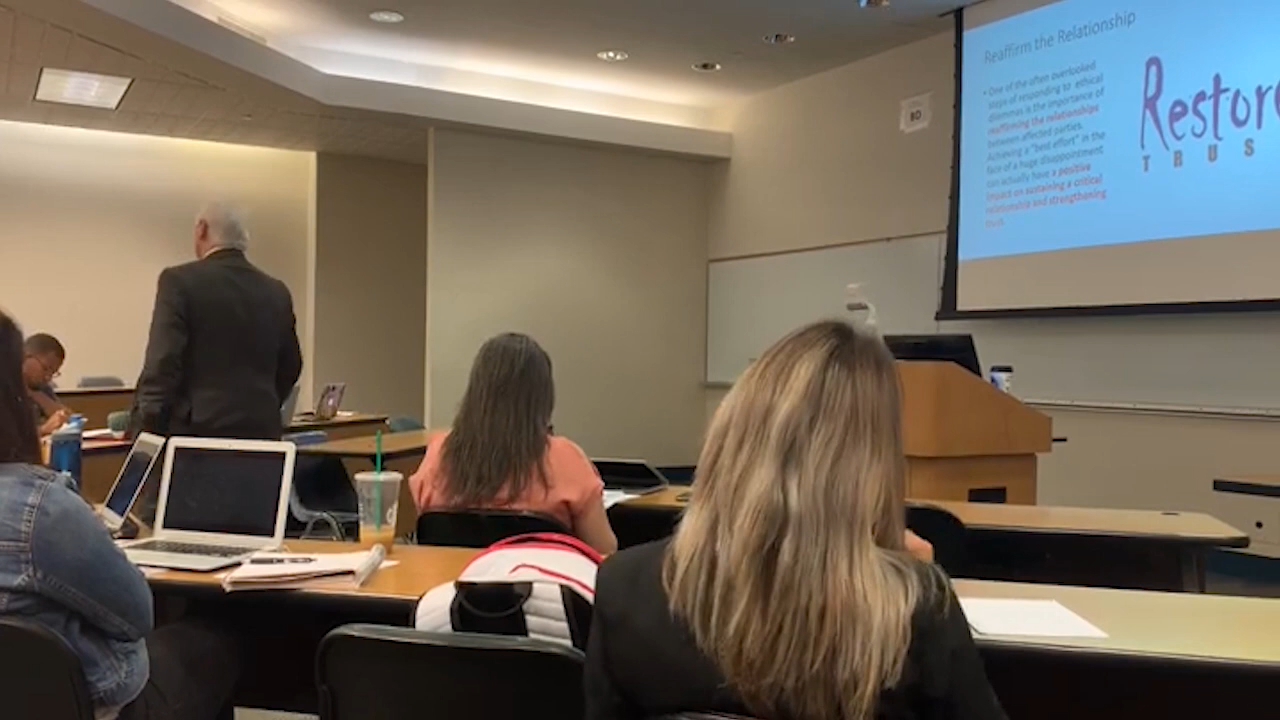 Reaffirm the Relationship
• One of the often overlooked
steps of responding to ethical
dilemmas is the importance of
reaffirming the relationships
between affected parties.
Achieving a "best effort" in the
face of a huge disappointment
can actually have a positive
impact on sustaining a critical
relationship and strengthening
trust.
Restore
TRUS
80